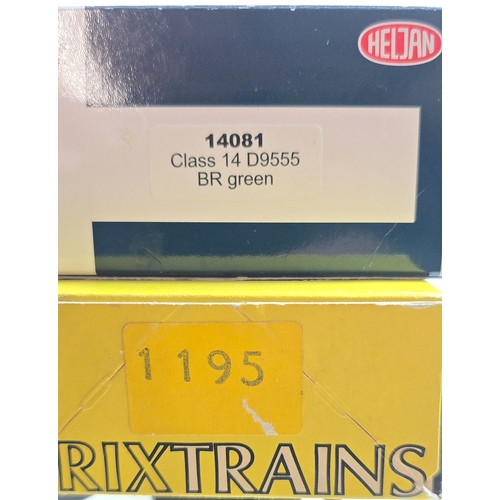 HELJAN
14081
Class 14 D9555
BR green
1195
RIXTRAINS